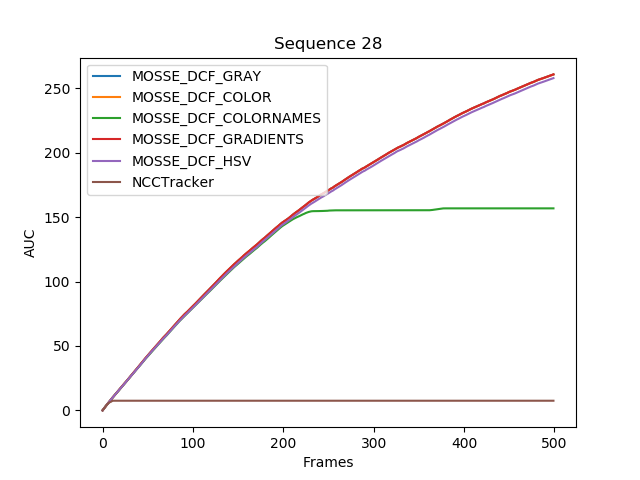 Sequence 28
MOSSE_DCF_GRAY
MOSSE_DCF_COLOR
MOSSE_DCF_COLORNAMES
MOSSE_DCF_GRADIENTS
MOSSE_DCF_HSV
NCCTracker
AUC
250
200
150
100
50
0
0 100 200 300 400 500
Frames